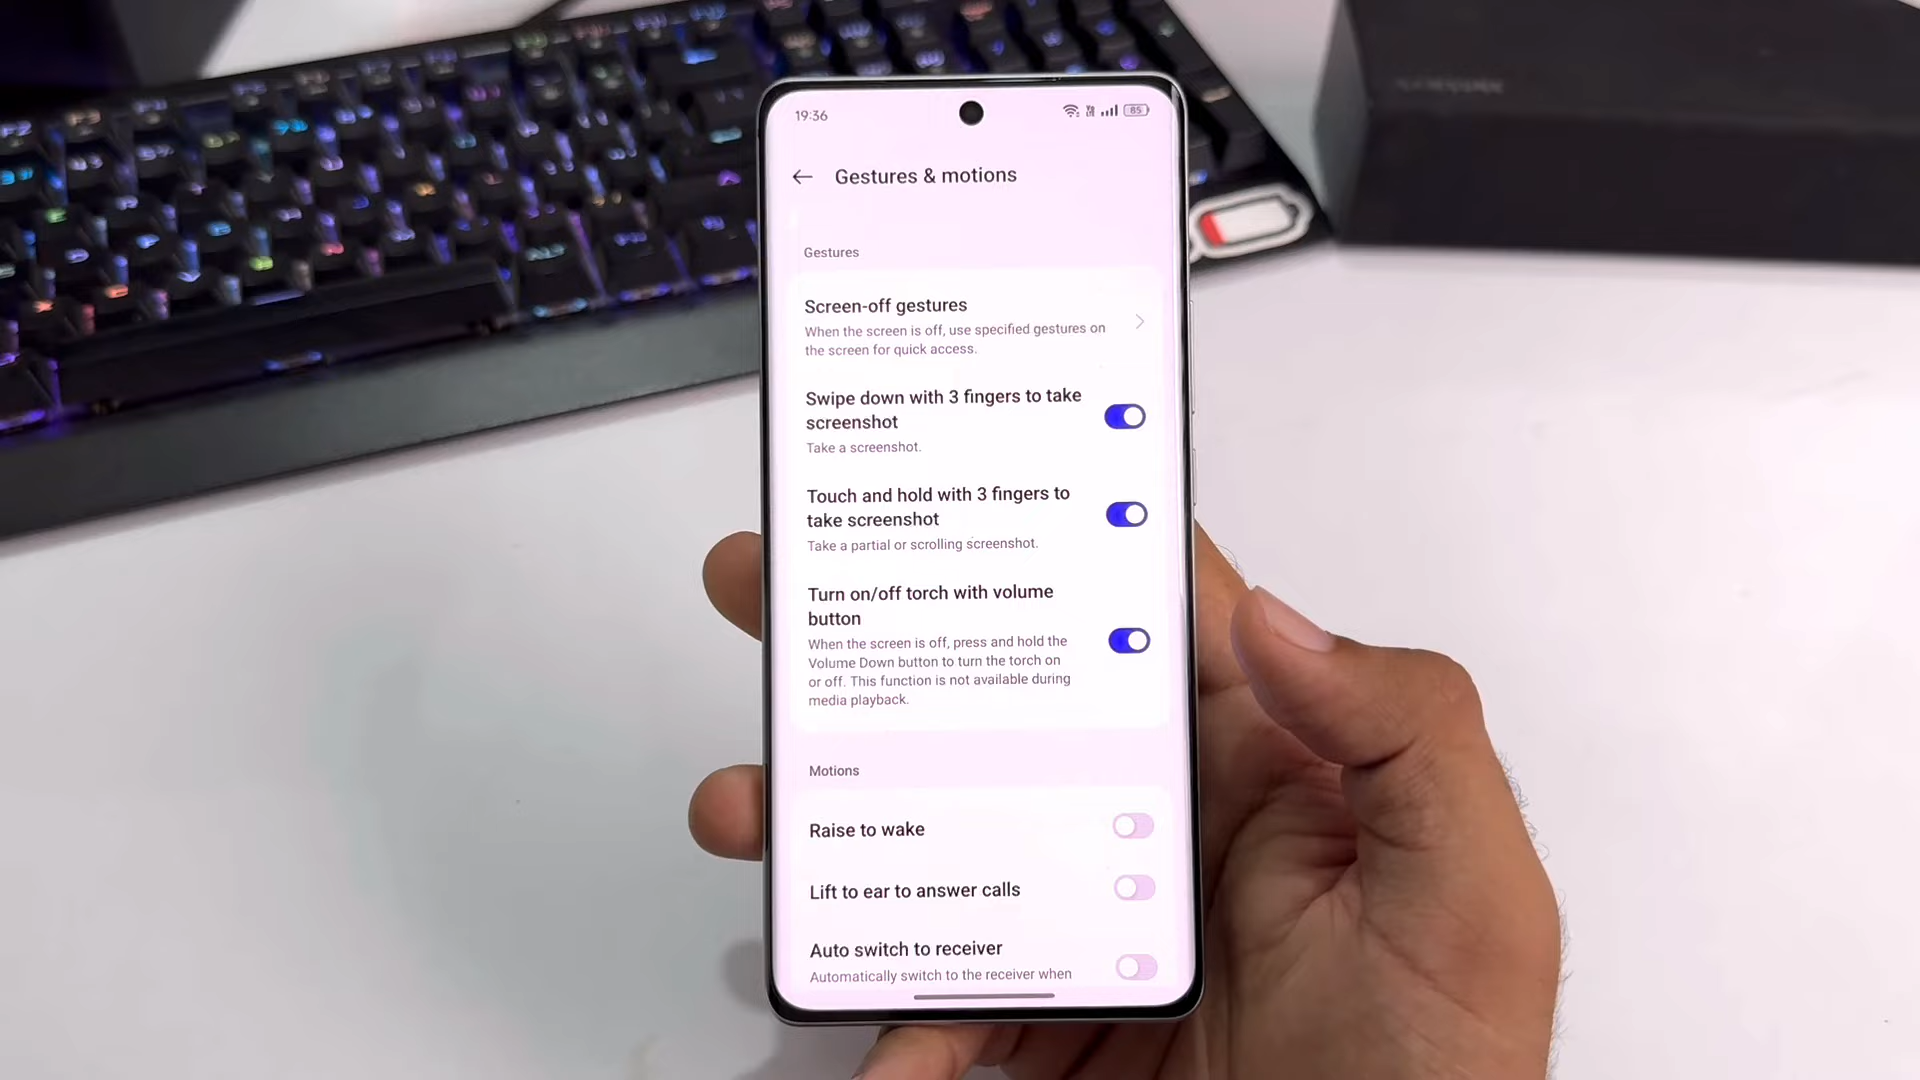 19:36
85
Gestures & motions
Gestures
Screen-off gestures
When the screen is off, use specified gestures on
the screen for quick access.
Swipe down with 3 fingers to take
screenshot
Take a screenshot.
Touch and hold with 3 fingers to
take screenshot
Take a partial or scrolling screenshot.
Turn on/off torch with volume
button
When the screen is off, press and hold the
Volume Down button to turn the torch on
or off. This function is not available during
media playback.
Motions
Raise to wake
Lift to ear to answer calls
Auto switch to receiver
Automatically switch to the receiver when